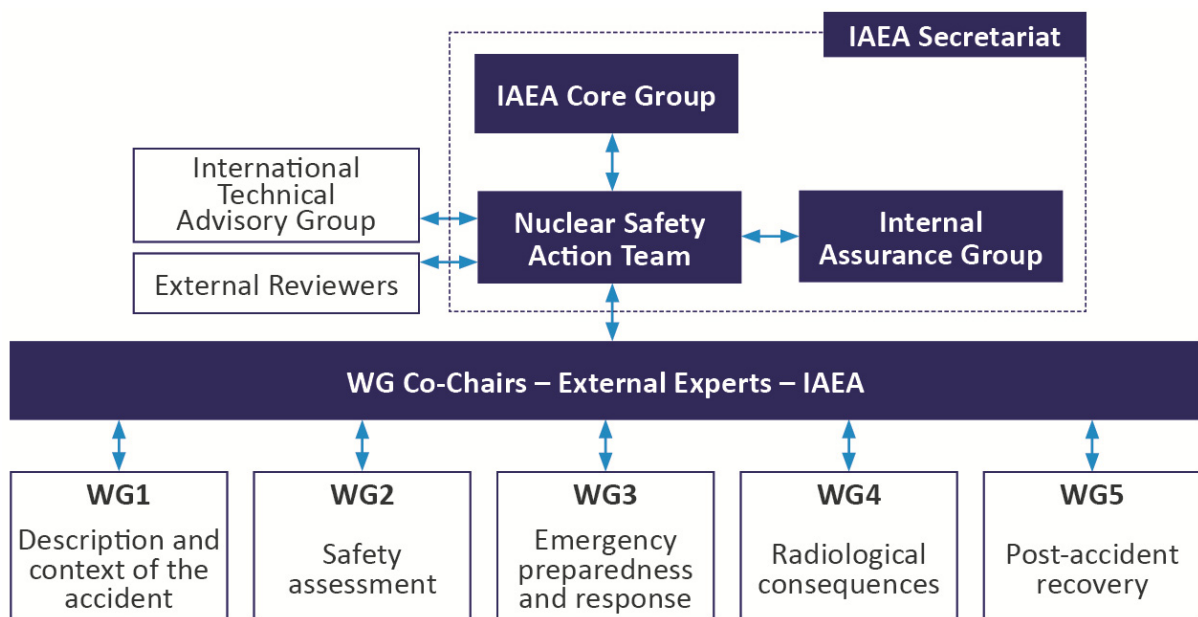 IAEA Secretariat
IAEA Core Group
International
Technical
Advisory Group
Nuclear Safety
Action Team
Internal
Assurance Group
External Reviewers
WG Co-Chairs – External Experts – IAEA
WG1
Description and
context of the
accident
WG2
Safety
assessment
WG3
Emergency
preparedness
and response
WG4
Radiological
consequences
WG5
Post-accident
recovery